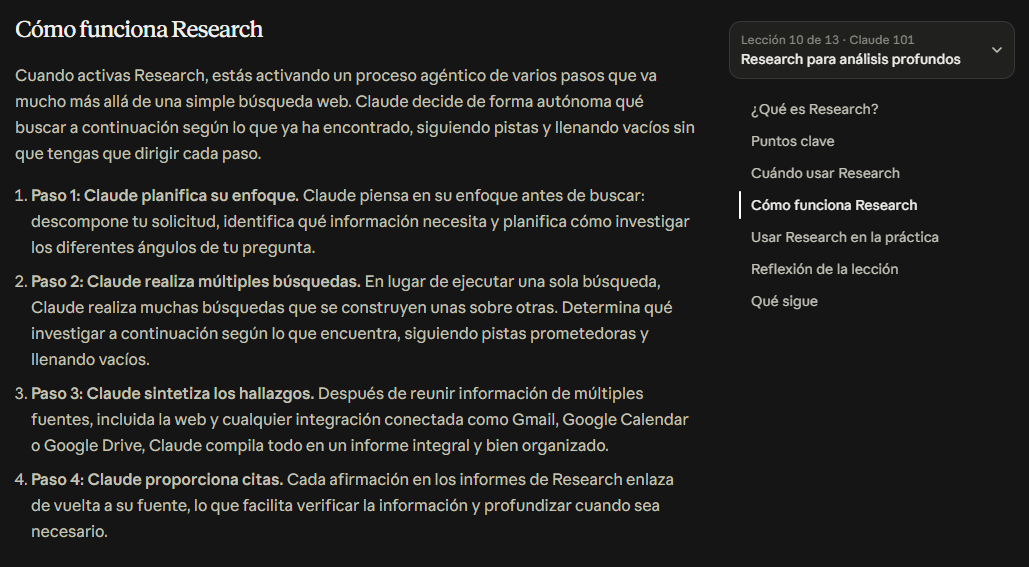 Cómo funciona Research
Cuando activas Research, estás activando un proceso agéntico de varios pasos que va
mucho más allá de una simple búsqueda web. Claude decide de forma autónoma qué
buscar a continuación según lo que ya ha encontrado, siguiendo pistas y llenando vacíos sin
que tengas que dirigir cada paso.
1. Paso 1: Claude planifica su enfoque. Claude piensa en su enfoque antes de buscar:
descompone tu solicitud, identifica qué información necesita y planifica cómo investigar
los diferentes ángulos de tu pregunta.
2. Paso 2: Claude realiza múltiples búsquedas. En lugar de ejecutar una sola búsqueda,
Claude realiza muchas búsquedas que se construyen unas sobre otras. Determina qué
investigar a continuación según lo que encuentra, siguiendo pistas prometedoras y
llenando vacíos.
3. Paso 3: Claude sintetiza los hallazgos. Después de reunir información de múltiples
fuentes, incluida la web y cualquier integración conectada como Gmail, Google Calendar
o Google Drive, Claude compila todo en un informe integral y bien organizado.
4. Paso 4: Claude proporciona citas. Cada afirmación en los informes de Research enlaza
de vuelta a su fuente, lo que facilita verificar la información y profundizar cuando sea
necesario.
Lección 10 de 13 · Claude 101
Research para análisis profundos
¿Qué es Research?
Puntos clave
Cuándo usar Research
Cómo funciona Research
Usar Research en la práctica
Reflexión de la lección
Qué sigue